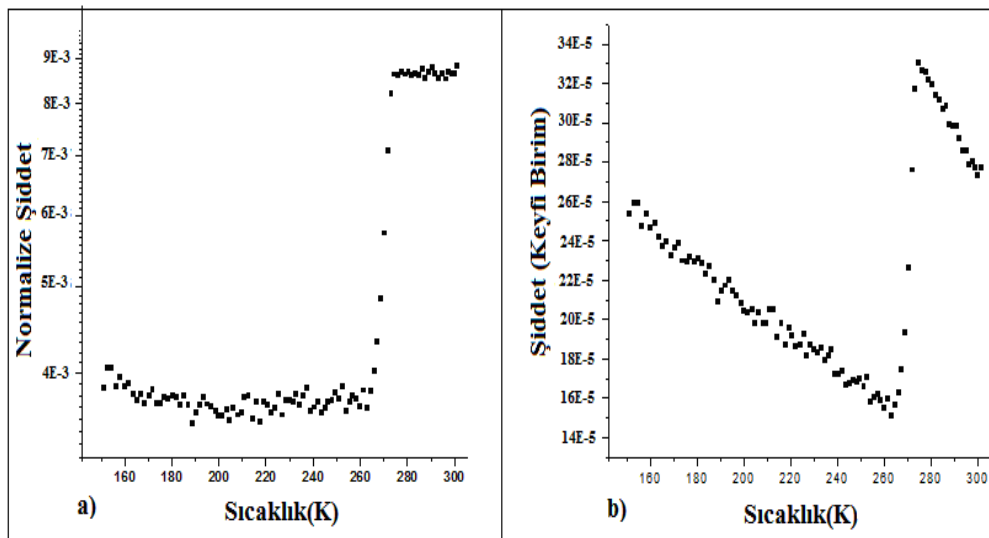 Normalize Şiddet
9E-3
8E-3
7E-3
6E-3
5E-3
4E-3
160 180 200 220 240 260 280 300
a)
Sıcaklık(K)
Şiddet (Keyfi Birim)
34E-5
32E-5
30E-5
28E-5
26E-5
24E-5
22E-5
20E-5
18E-5
16E-5
14E-5
160 180 200 220 240 260 280 300
b)
Sıcaklık(K)